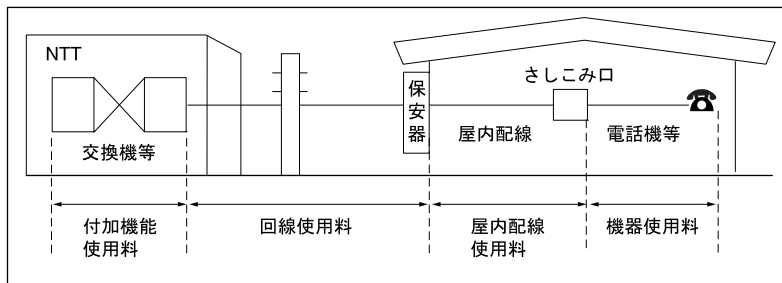 NTT
交換機等
保安器
さしこみ口
屋内配線
電話機等
付加機能
使用料
回線使用料
屋内配線
使用料
機器使用料